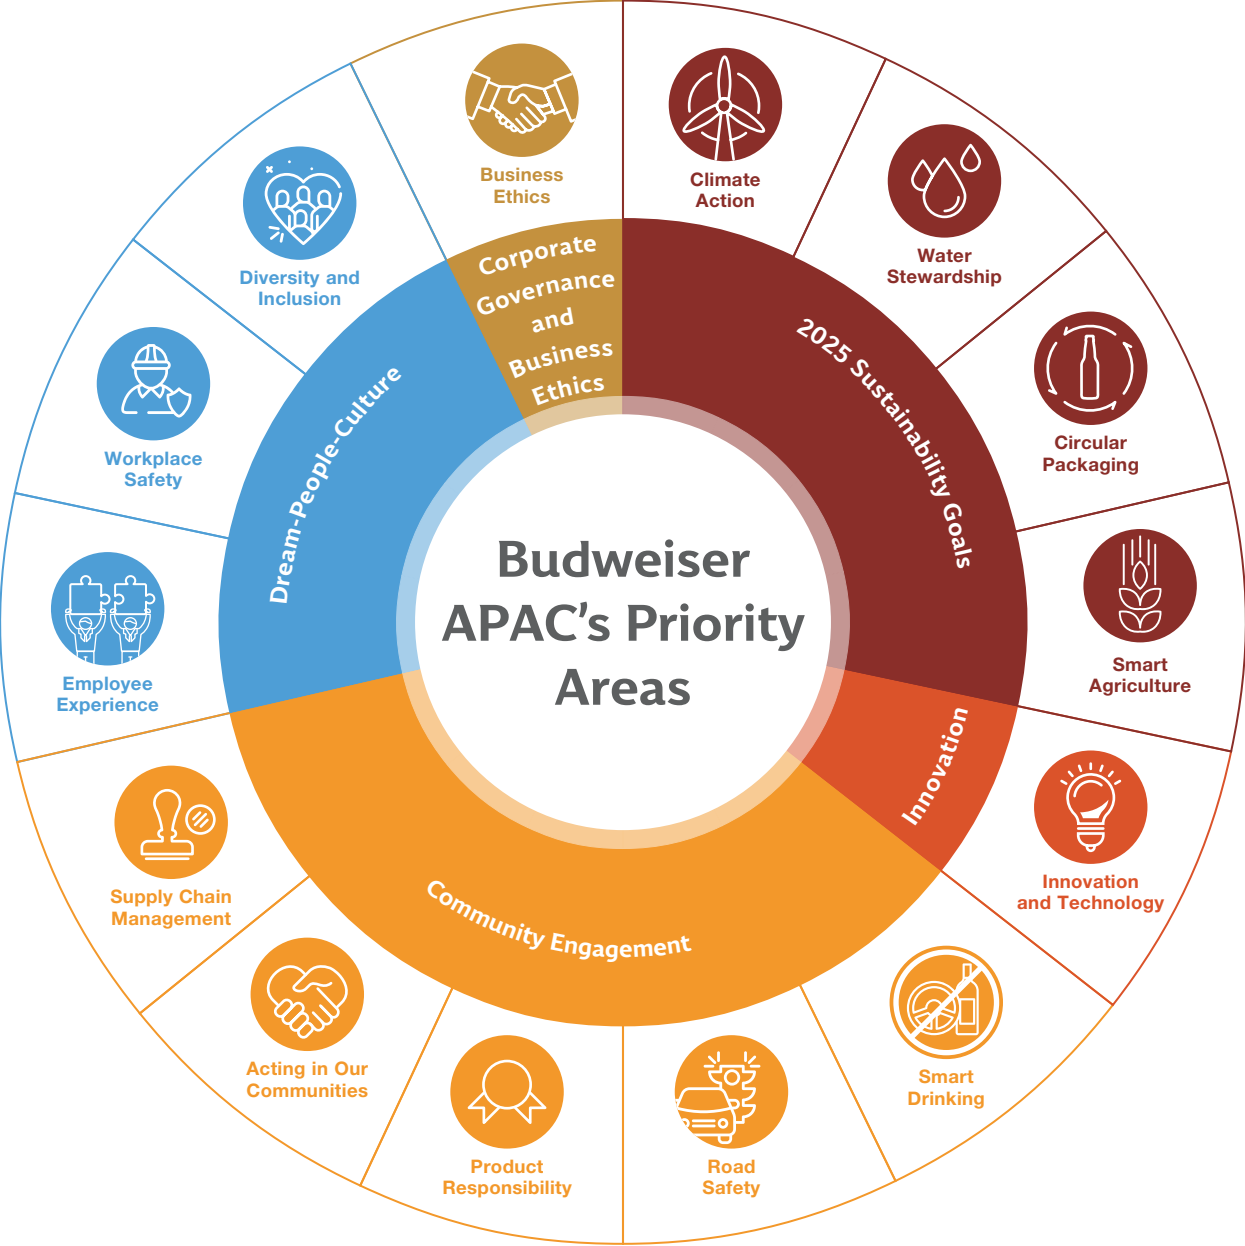 Budweiser
APAC’s Priority
Areas
2025 Sustainability Goals
Climate
Action
Water
Stewardship
Circular
Packaging
Smart
Agriculture
Innovation
Innovation
and Technology
Community Engagement
Smart
Drinking
Road
Safety
Product
Responsibility
Acting in Our
Communities
Supply Chain
Management
Dream-People-Culture
Employee
Experience
Workplace
Safety
Diversity and
Inclusion
Corporate
Governance
and
Business
Ethics
Business
Ethics